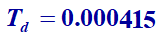 T_d = 0.000415